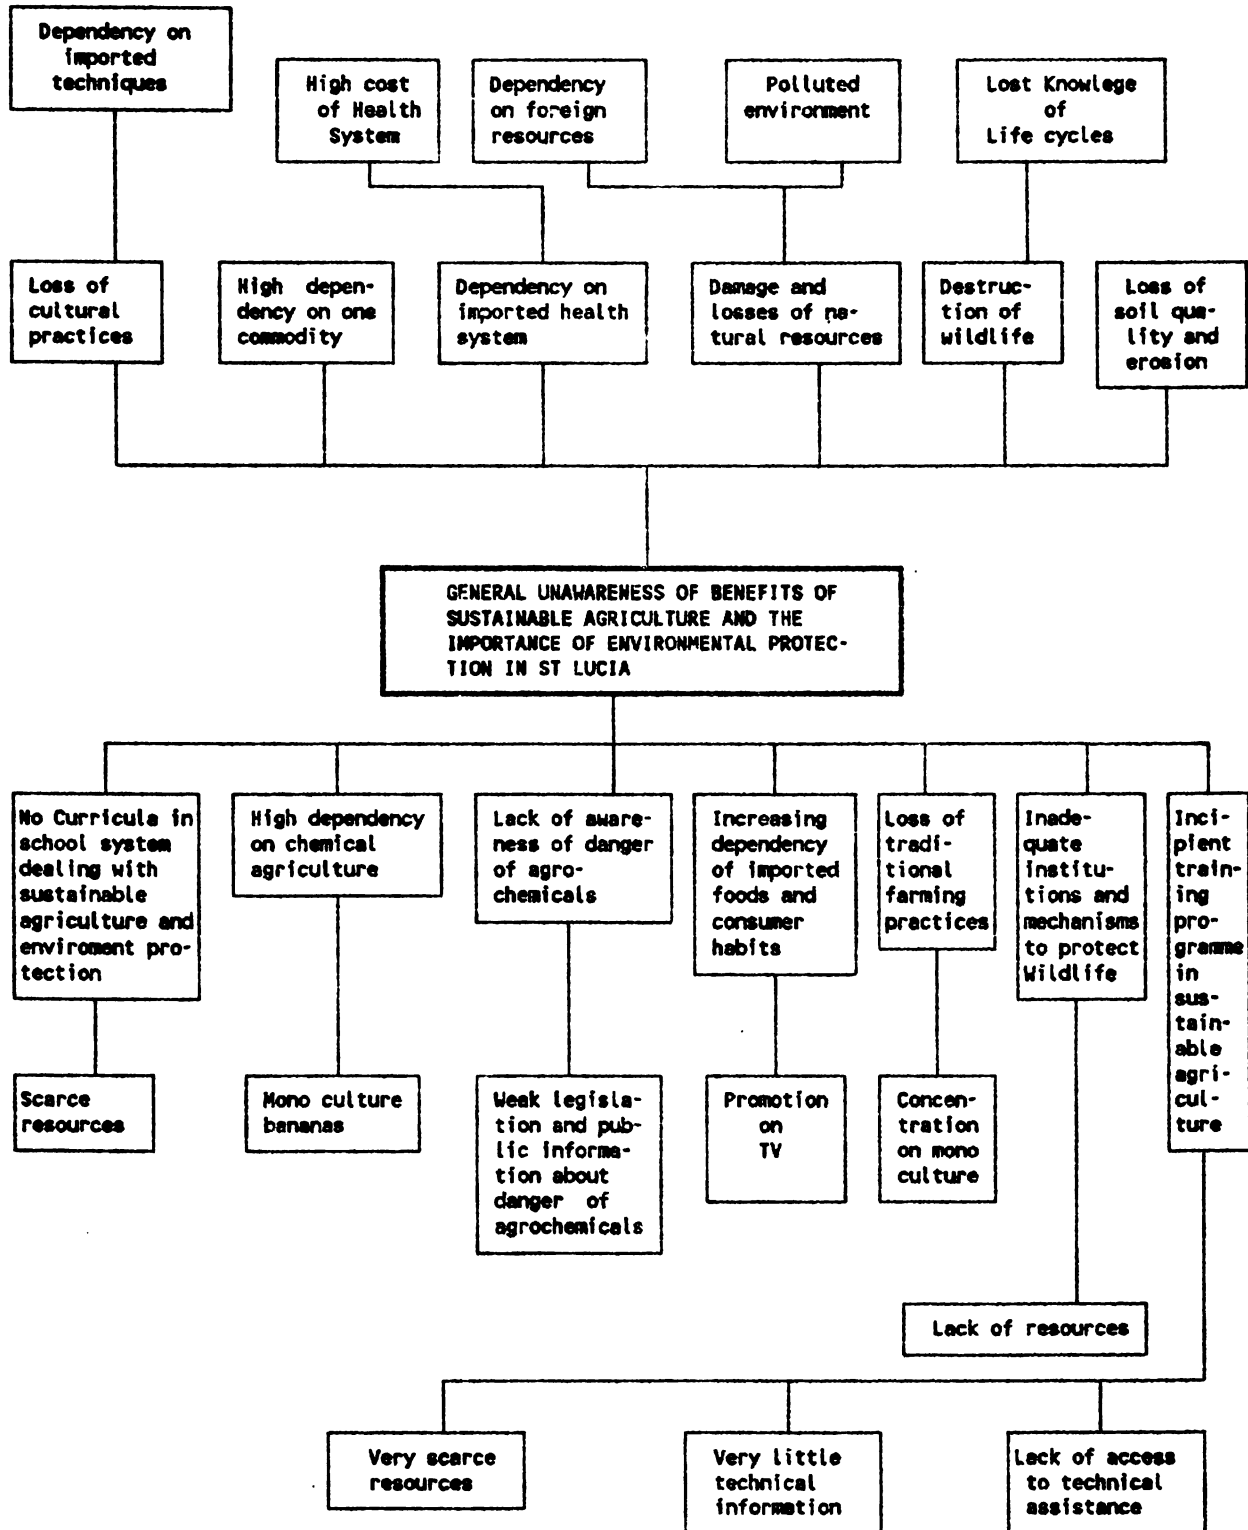 Dependency on
imported
techniques
High cost
of Health
System
Dependency
on foreign
resources
Polluted
environment
Lost Knowlege
of
Life cycles
Loss of
cultural
practices
High depen-
dency on one
commodity
Dependency on
imported health
system
Damage and
losses of na-
tural resources
Destruc-
tion of
wildlife
Loss of
soil qua-
lity and
erosion
GENERAL UNAWARENESS OF BENEFITS OF
SUSTAINABLE AGRICULTURE AND THE
IMPORTANCE OF ENVIRONMENTAL PROTEC-
TION IN ST LUCIA
No Curricula in
school system
dealing with
sustainable
agriculture and
enviroment pro-
tection
High dependency
on chemical
agriculture
Lack of aware-
ness of danger
of agro-
chemicals
Increasing
dependency
of imported
foods and
consumer
habits
Loss of
tradi-
tional
farming
practices
Inade-
quate
institu-
tions and
mechanisms
to protect
Wildlife
Inci-
pient
train-
ing
pro-
gramme
in
sus-
tain-
able
agri-
cul-
ture
Scarce
resources
Mono culture
bananas
Weak legisla-
tion and pub-
lic informa-
tion about
danger of
agrochemicals
Promotion
on
TV
Concen-
tration
on mono
culture
Lack of resources
Very scarce
resources
Very little
technical
information
Lack of access
to technical
assistance